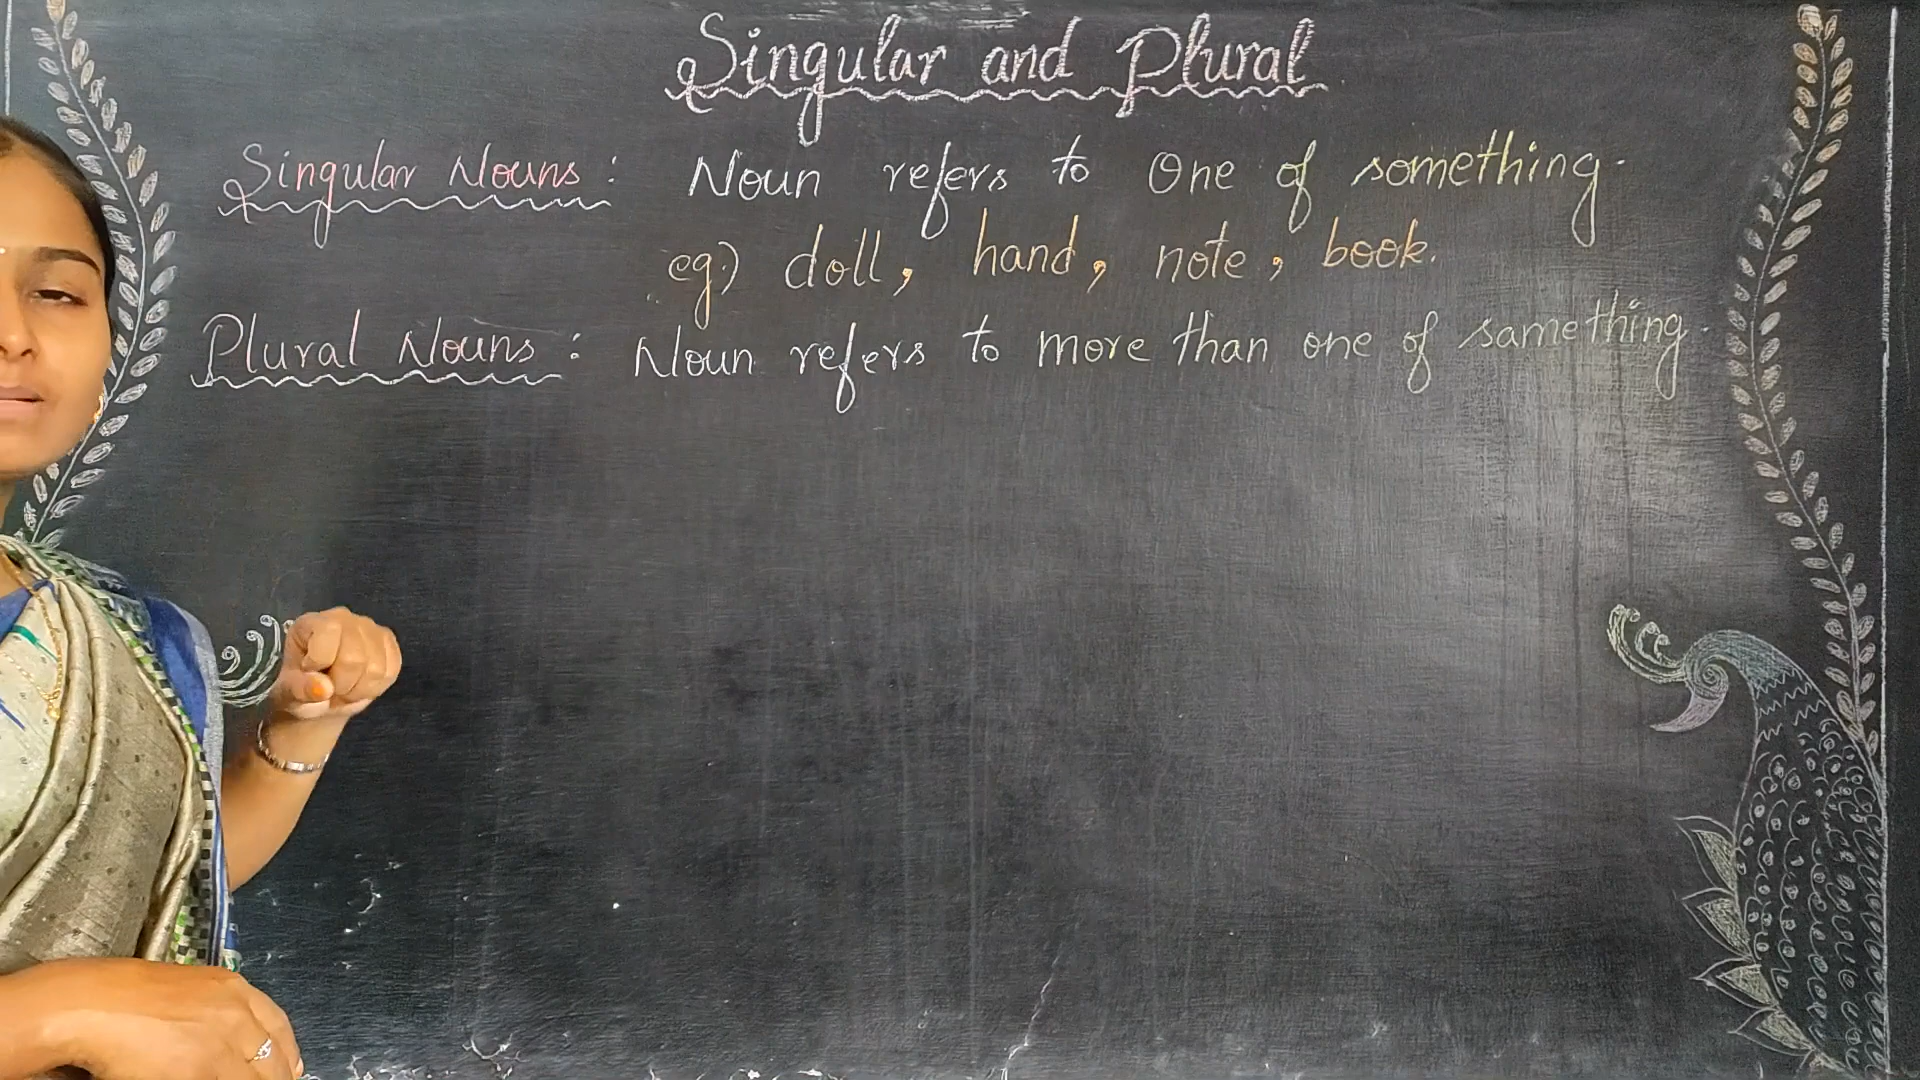 Singular and Plural
Singular Nouns : Noun refers to One of something.
eg.) doll, hand, note, book.
Plural Nouns : Noun refers to more than one of samething.